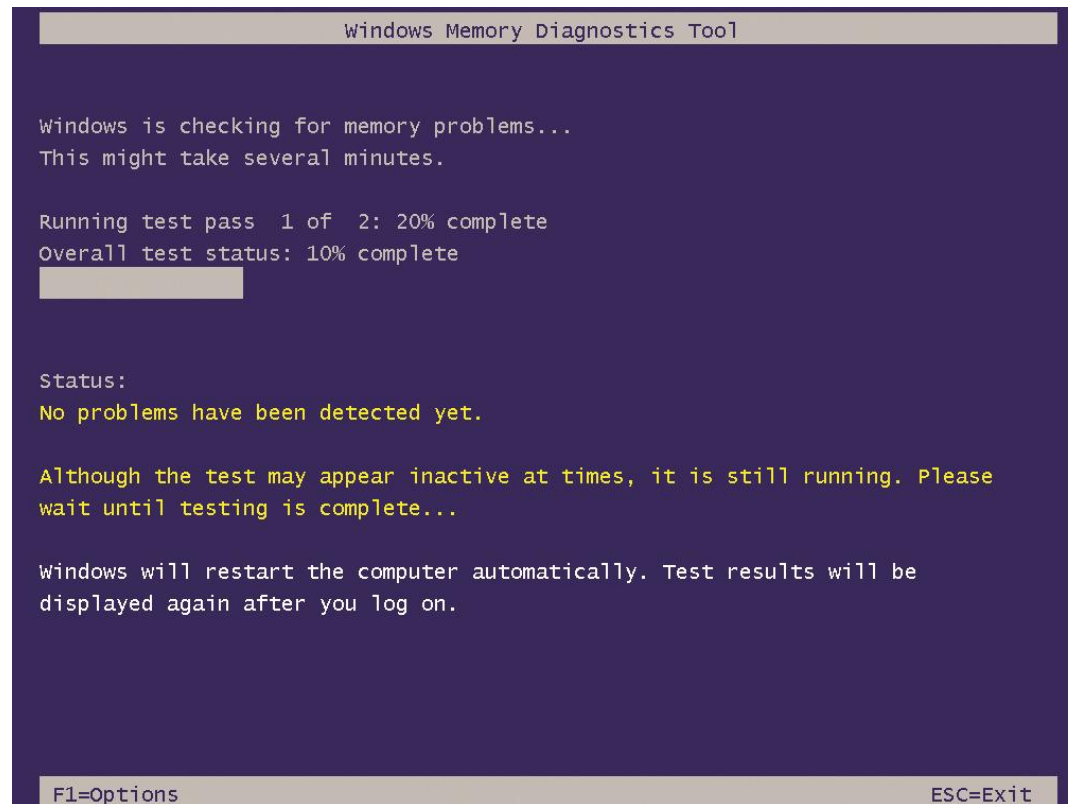 Windows Memory Diagnostics Tool
Windows is checking for memory problems...
This might take several minutes.
Running test pass  1 of  2: 20% complete
Overall test status: 10% complete
Status:
No problems have been detected yet.
Although the test may appear inactive at times, it is still running. Please
wait until testing is complete...
Windows will restart the computer automatically. Test results will be
displayed again after you log on.
F1=Options ESC=Exit